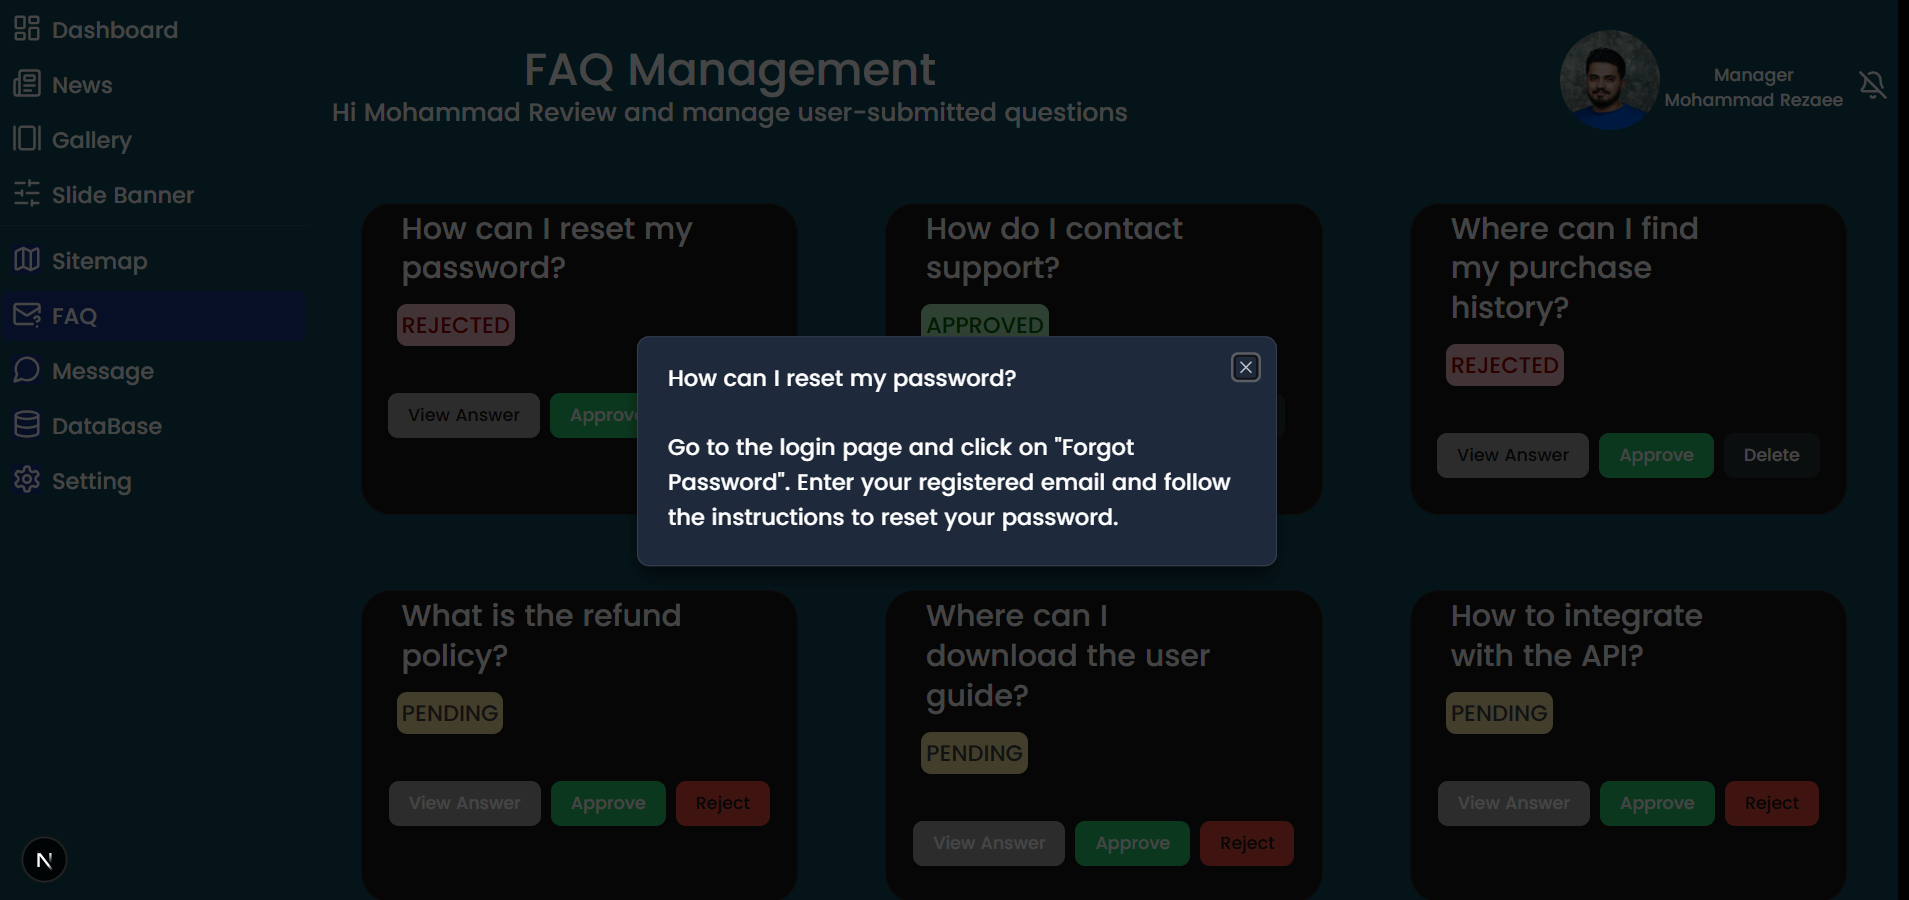 Dashboard
News
Gallery
Slide Banner
Sitemap
FAQ
Message
DataBase
Setting
FAQ Management
Hi Mohammad Review and manage user-submitted questions
Manager
Mohammad Rezaee
How can I reset my
password?
REJECTED
View Answer
Approve
How do I contact
support?
APPROVED
Where can I find
my purchase
history?
REJECTED
View Answer
Approve
Delete
How can I reset my password?
Go to the login page and click on "Forgot
Password". Enter your registered email and follow
the instructions to reset your password.
What is the refund
policy?
PENDING
View Answer
Approve
Reject
Where can I
download the user
guide?
PENDING
View Answer
Approve
Reject
How to integrate
with the API?
PENDING
View Answer
Approve
Reject
N